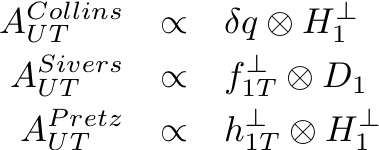 A_{UT}^{Collins} ∝ δq ⊗ H_1^⊥
A_{UT}^{Sivers} ∝ f_{1T}^⊥ ⊗ D_1
A_{UT}^{Pretz} ∝ h_{1T}^⊥ ⊗ H_1^⊥